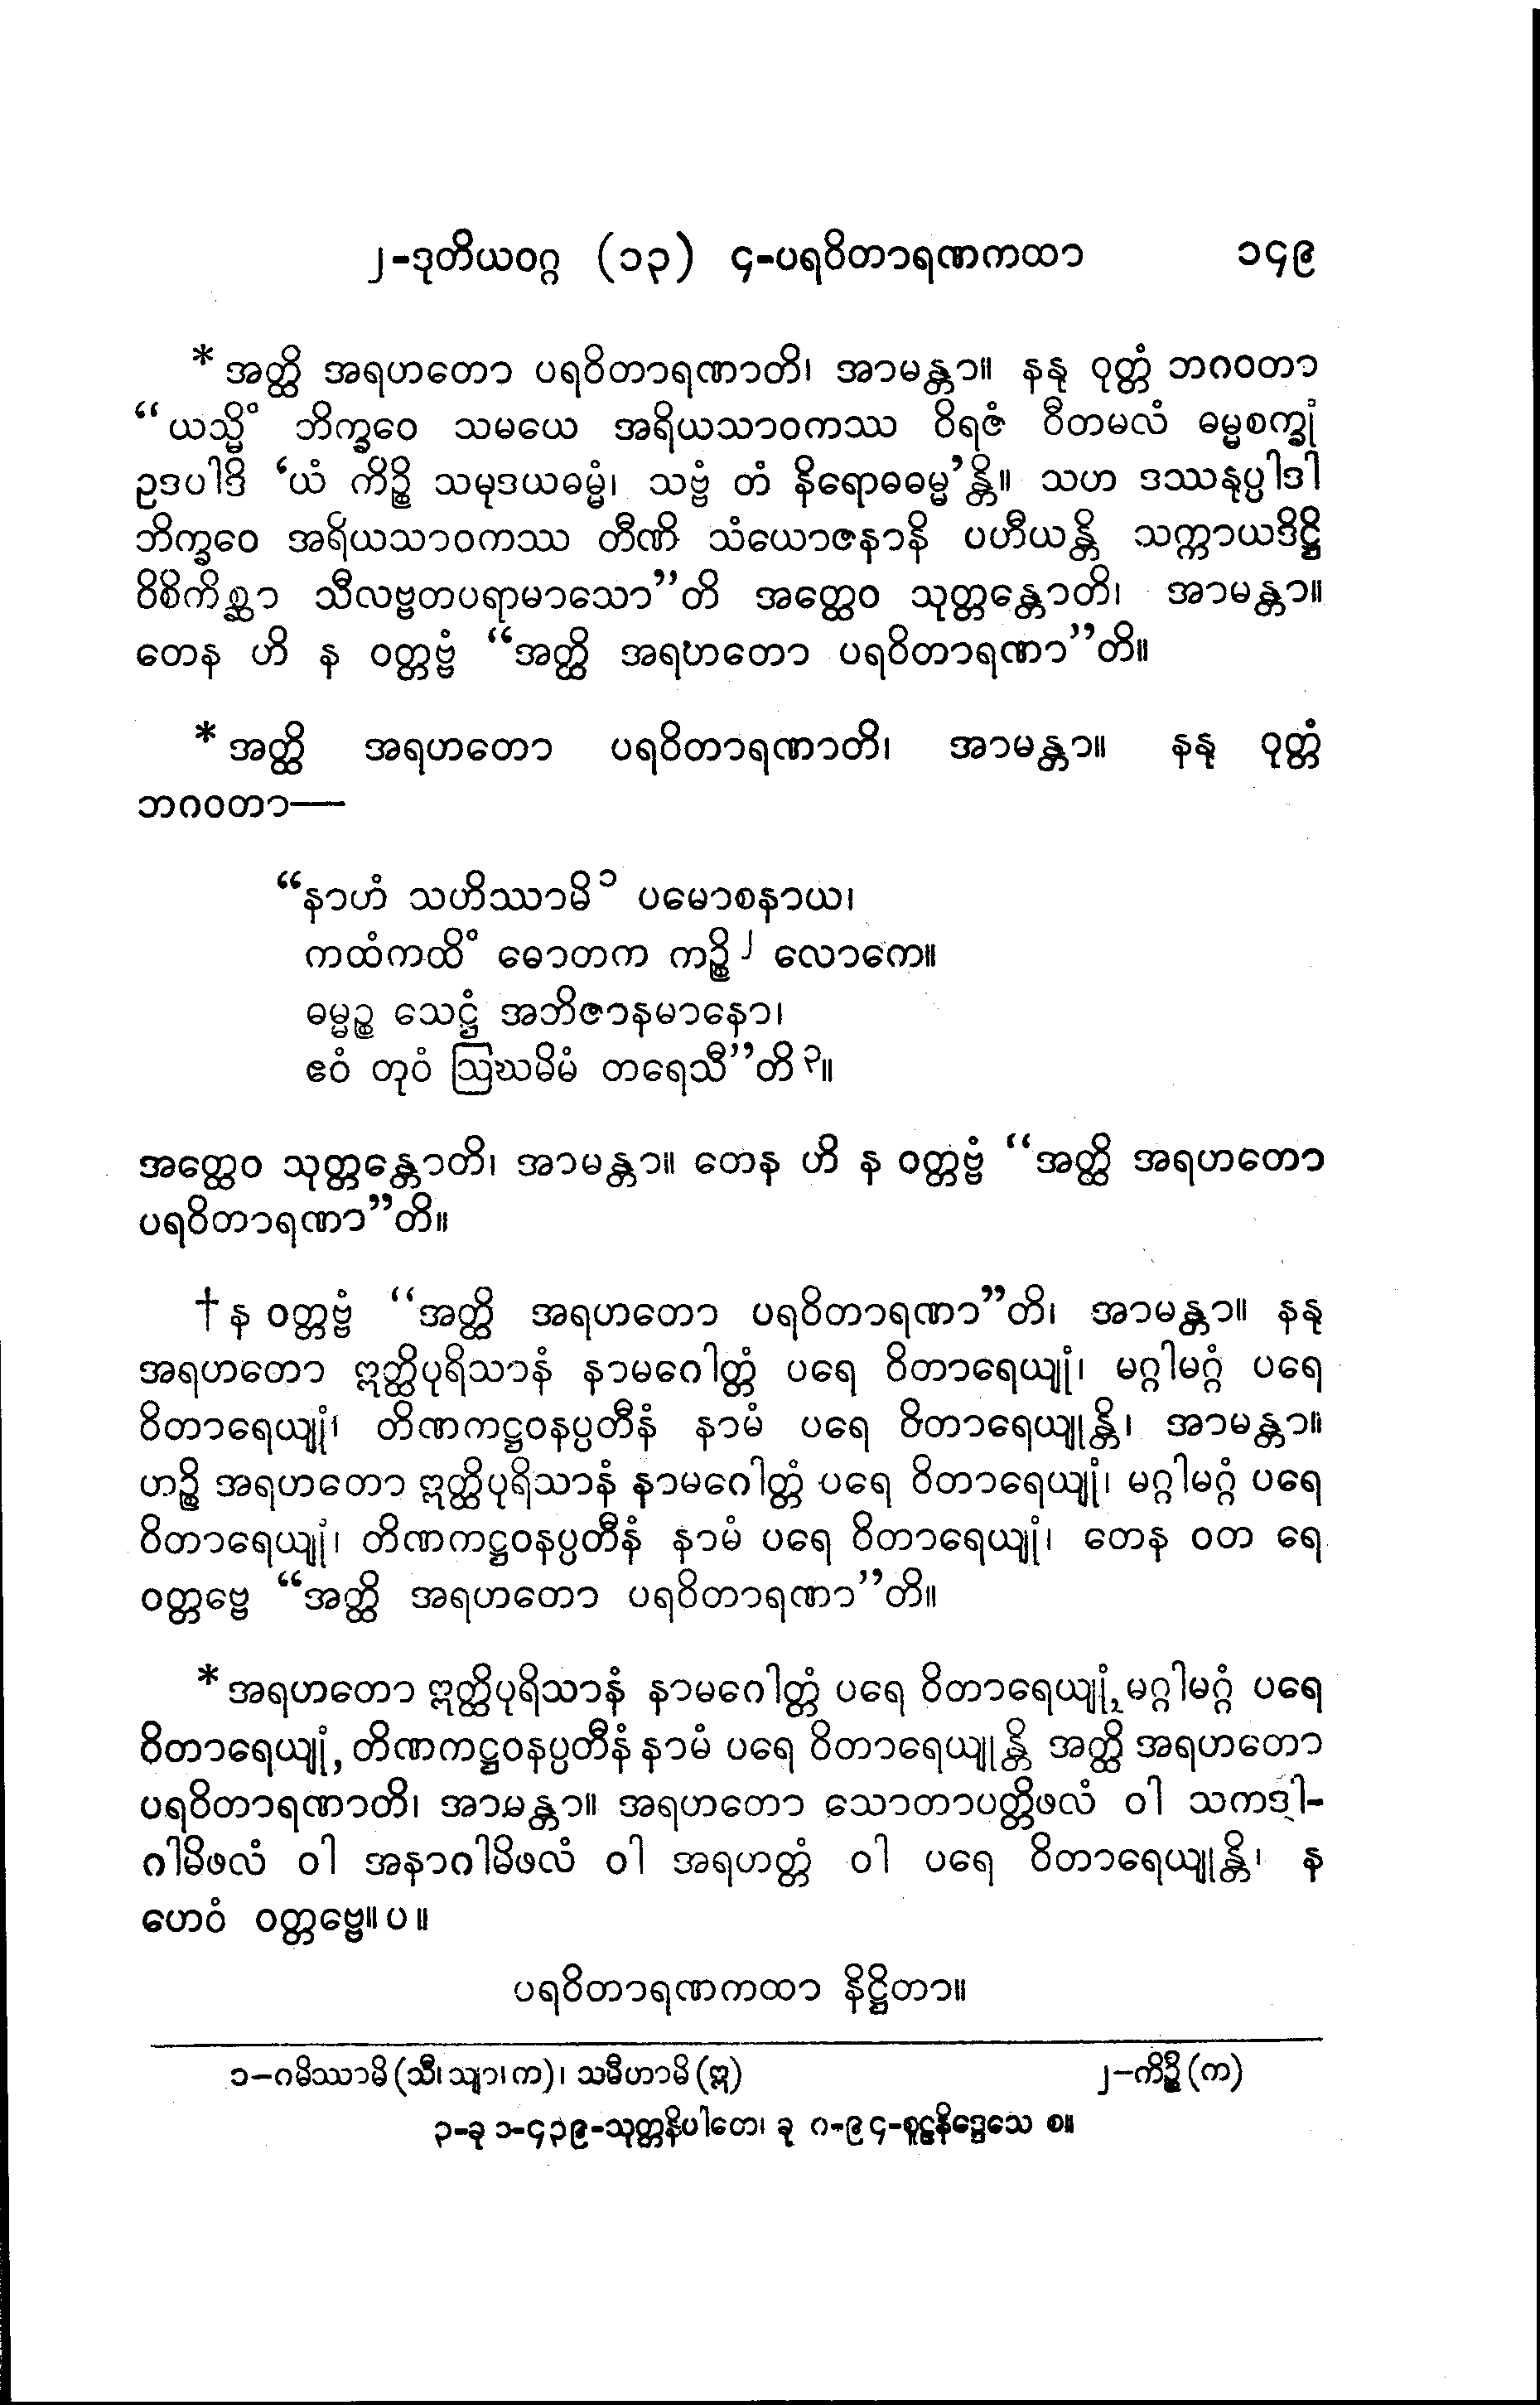 ၂-ဒုတိယဝဂ္ဂ (၁၃) ၄-ပရဝိတာရဏကထာ ၁၄၉
* အတ္ထိ အရဟတော ပရဝိတာရဏာတိ၊ အာမန္တာ။ နနု ဝုတ္တံ ဘဂဝတာ
“ယသ္မိံ ဘိက္ခဝေ သမယေ အရိယသာဝကဿ ဝိရဇံ ဝီတမလံ ဓမ္မစက္ခုံ
ဥဒပါဒိ ‘ယံ ကိဉ္စိ သမုဒယဓမ္မံ၊ သဗ္ဗံ တံ နိရောဓဓမ္မ’န္တိ။ သဟ ဒဿနုပ္ပါဒါ
ဘိက္ခဝေ အရိယသာဝကဿ တီဏိ သံယောဇနာနိ ပဟီယန္တိ သက္ကာယဒိဋ္ဌိ
ဝိစိကိစ္ဆာ သီလဗ္ဗတပရာမာသော”တိ အတ္ထေဝ သုတ္တန္တောတိ၊ အာမန္တာ။
တေန ဟိ န ဝတ္တဗ္ဗံ “အတ္ထိ အရဟတော ပရဝိတာရဏာ”တိ။
* အတ္ထိ အရဟတော ပရဝိတာရဏာတိ၊ အာမန္တာ။ နနု ဝုတ္တံ
ဘဂဝတာ—
“နာဟံ သဟိဿာမိ ၁ ပမောစနာယ၊
ကထံကထိံ ဓောတက ကဉ္စိ ၂ လောကေ။
ဓမ္မဉ္စ သေဋ္ဌံ အဘိဇာနမာနော၊
ဧဝံ တုဝံ ဩဃမိမံ တရေသီ”တိ ၃။
အတ္ထေဝ သုတ္တန္တောတိ၊ အာမန္တာ။ တေန ဟိ န ဝတ္တဗ္ဗံ “အတ္ထိ အရဟတော
ပရဝိတာရဏာ”တိ။
† န ဝတ္တဗ္ဗံ “အတ္ထိ အရဟတော ပရဝိတာရဏာ”တိ၊ အာမန္တာ။ နနု
အရဟတော ဣတ္ထိပုရိသာနံ နာမဂေါတ္တံ ပရေ ဝိတာရေယျုံ၊ မဂ္ဂါမဂ္ဂံ ပရေ
ဝိတာရေယျုံ၊ တိဏကဋ္ဌဝနပ္ပတီနံ နာမံ ပရေ ဝိတာရေယျုန္တိ၊ အာမန္တာ။
ဟဉ္စိ အရဟတော ဣတ္ထိပုရိသာနံ နာမဂေါတ္တံ ပရေ ဝိတာရေယျုံ၊ မဂ္ဂါမဂ္ဂံ ပရေ
ဝိတာရေယျုံ၊ တိဏကဋ္ဌဝနပ္ပတီနံ နာမံ ပရေ ဝိတာရေယျုံ၊ တေန ဝတ ရေ
ဝတ္တဗ္ဗေ “အတ္ထိ အရဟတော ပရဝိတာရဏာ”တိ။
* အရဟတော ဣတ္ထိပုရိသာနံ နာမဂေါတ္တံ ပရေ ဝိတာရေယျုံ, မဂ္ဂါမဂ္ဂံ ပရေ
ဝိတာရေယျုံ, တိဏကဋ္ဌဝနပ္ပတီနံ နာမံ ပရေ ဝိတာရေယျုန္တိ အတ္ထိ အရဟတော
ပရဝိတာရဏာတိ၊ အာမန္တာ။ အရဟတော သောတာပတ္တိဖလံ ဝါ သကဒါ-
ဂါမိဖလံ ဝါ အနာဂါမိဖလံ ဝါ အရဟတ္တံ ဝါ ပရေ ဝိတာရေယျုန္တိ၊ န
ဟေဝံ ဝတ္တဗ္ဗေ။ပ။
ပရဝိတာရဏကထာ နိဋ္ဌိတာ။
၁–ဂမိဿာမိ (သီ၊ သျာ၊ က)၊ သမီဟာမိ (ဣ) ၂–ကိဉ္စိ (က)
၃-ခု ၁-၄၃၉-သုတ္တနိပါတေ၊ ခု ဂ-၉၄-စူဠနိဒ္ဒေသေ စ။